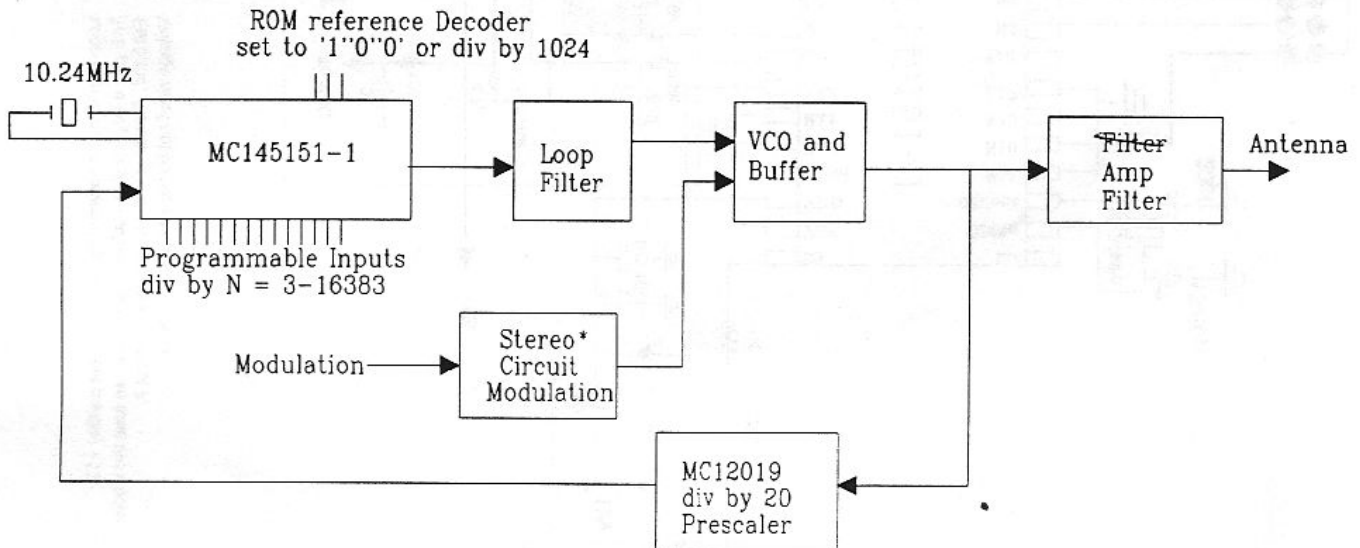 ROM reference Decoder
set to '1"0"0' or div by 1024
10.24MHz
MC145151-1
Loop
Filter
VCO and
Buffer
Filter
Amp
Filter
Antenna
Programmable Inputs
div by N = 3-16383
Modulation
Stereo*
Circuit
Modulation
MC12019
div by 20
Prescaler